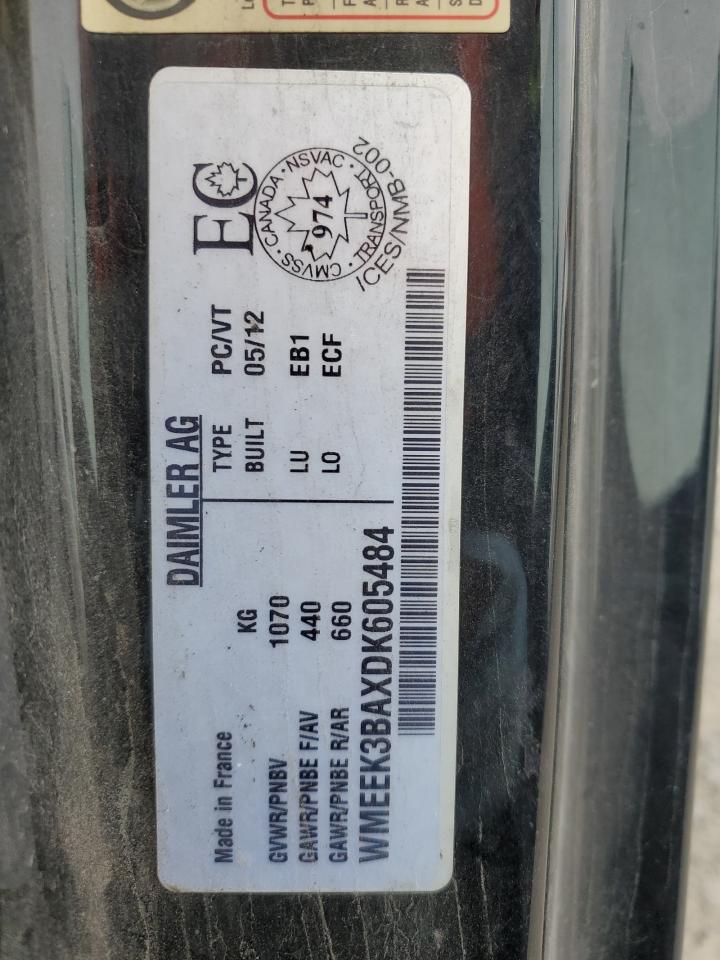 DAIMLER AG
Made in France KG
GVWR/PNBV 1070
GAWR/PNBE F/AV 440
GAWR/PNBE R/AR 660
TYPE PC/VT
BUILT 05/12
LU EB1
LO ECF
EC
CMVSS · CANADA · NSVAC · TRANSPORT ·
974
ICES/NMB-002
WMEEK3BAXDK605484